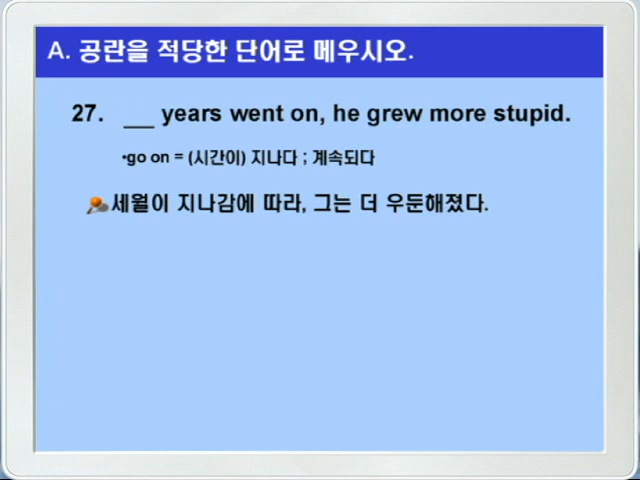 A. 공란을 적당한 단어로 메우시오.
27. __ years went on, he grew more stupid.
•go on = (시간이) 지나다 ; 계속되다
세월이 지나감에 따라, 그는 더 우둔해졌다.